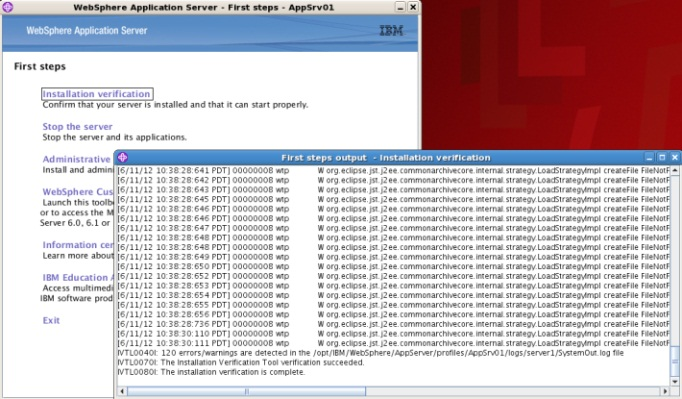 WebSphere Application Server - First steps - AppSrv01
WebSphere Application Server
IBM
First steps
Installation verification
Confirm that your server is installed and that it can start properly.
Stop the server
Stop the server and its applications.
Administrative
Install and admini
WebSphere Cus
Launch this toolb
or to access the M
Server 6.0, 6.1 or
Information cen
Learn more about
IBM Education A
Access multimedi
IBM software prod
Exit
First steps output - Installation verification
[6/11/12 10:38:28:641 PDT] 00000008 wtp W org.eclipse.jst.j2ee.commonarchivecore.internal.strategy.LoadStrategyImpl createFile FileNotF
[6/11/12 10:38:28:642 PDT] 00000008 wtp W org.eclipse.jst.j2ee.commonarchivecore.internal.strategy.LoadStrategyImpl createFile FileNotF
[6/11/12 10:38:28:643 PDT] 00000008 wtp W org.eclipse.jst.j2ee.commonarchivecore.internal.strategy.LoadStrategyImpl createFile FileNotF
[6/11/12 10:38:28:645 PDT] 00000008 wtp W org.eclipse.jst.j2ee.commonarchivecore.internal.strategy.LoadStrategyImpl createFile FileNotF
[6/11/12 10:38:28:646 PDT] 00000008 wtp W org.eclipse.jst.j2ee.commonarchivecore.internal.strategy.LoadStrategyImpl createFile FileNotF
[6/11/12 10:38:28:646 PDT] 00000008 wtp W org.eclipse.jst.j2ee.commonarchivecore.internal.strategy.LoadStrategyImpl createFile FileNotF
[6/11/12 10:38:28:647 PDT] 00000008 wtp W org.eclipse.jst.j2ee.commonarchivecore.internal.strategy.LoadStrategyImpl createFile FileNotF
[6/11/12 10:38:28:648 PDT] 00000008 wtp W org.eclipse.jst.j2ee.commonarchivecore.internal.strategy.LoadStrategyImpl createFile FileNotF
[6/11/12 10:38:28:648 PDT] 00000008 wtp W org.eclipse.jst.j2ee.commonarchivecore.internal.strategy.LoadStrategyImpl createFile FileNotF
[6/11/12 10:38:28:649 PDT] 00000008 wtp W org.eclipse.jst.j2ee.commonarchivecore.internal.strategy.LoadStrategyImpl createFile FileNotF
[6/11/12 10:38:28:650 PDT] 00000008 wtp W org.eclipse.jst.j2ee.commonarchivecore.internal.strategy.LoadStrategyImpl createFile FileNotF
[6/11/12 10:38:28:652 PDT] 00000008 wtp W org.eclipse.jst.j2ee.commonarchivecore.internal.strategy.LoadStrategyImpl createFile FileNotF
[6/11/12 10:38:28:653 PDT] 00000008 wtp W org.eclipse.jst.j2ee.commonarchivecore.internal.strategy.LoadStrategyImpl createFile FileNotF
[6/11/12 10:38:28:654 PDT] 00000008 wtp W org.eclipse.jst.j2ee.commonarchivecore.internal.strategy.LoadStrategyImpl createFile FileNotF
[6/11/12 10:38:28:655 PDT] 00000008 wtp W org.eclipse.jst.j2ee.commonarchivecore.internal.strategy.LoadStrategyImpl createFile FileNotF
[6/11/12 10:38:28:656 PDT] 00000008 wtp W org.eclipse.jst.j2ee.commonarchivecore.internal.strategy.LoadStrategyImpl createFile FileNotF
[6/11/12 10:38:28:736 PDT] 00000008 wtp W org.eclipse.jst.j2ee.commonarchivecore.internal.strategy.LoadStrategyImpl createFile FileNotF
[6/11/12 10:38:30:110 PDT] 00000008 wtp W org.eclipse.jst.j2ee.commonarchivecore.internal.strategy.LoadStrategyImpl createFile FileNotF
[6/11/12 10:38:30:111 PDT] 00000008 wtp W org.eclipse.jst.j2ee.commonarchivecore.internal.strategy.LoadStrategyImpl createFile FileNotF
IVTL0040I: 120 errors/warnings are detected in the /opt/IBM/WebSphere/AppServer/profiles/AppSrv01/logs/server1/SystemOut.log file
IVTL0070I: The Installation Verification Tool verification succeeded.
IVTL0080I: The installation verification is complete.